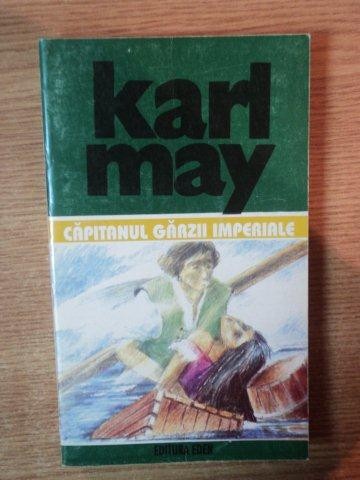 karl
may
CĂPITANUL GĂRZII IMPERIALE
EDITURA EDEN